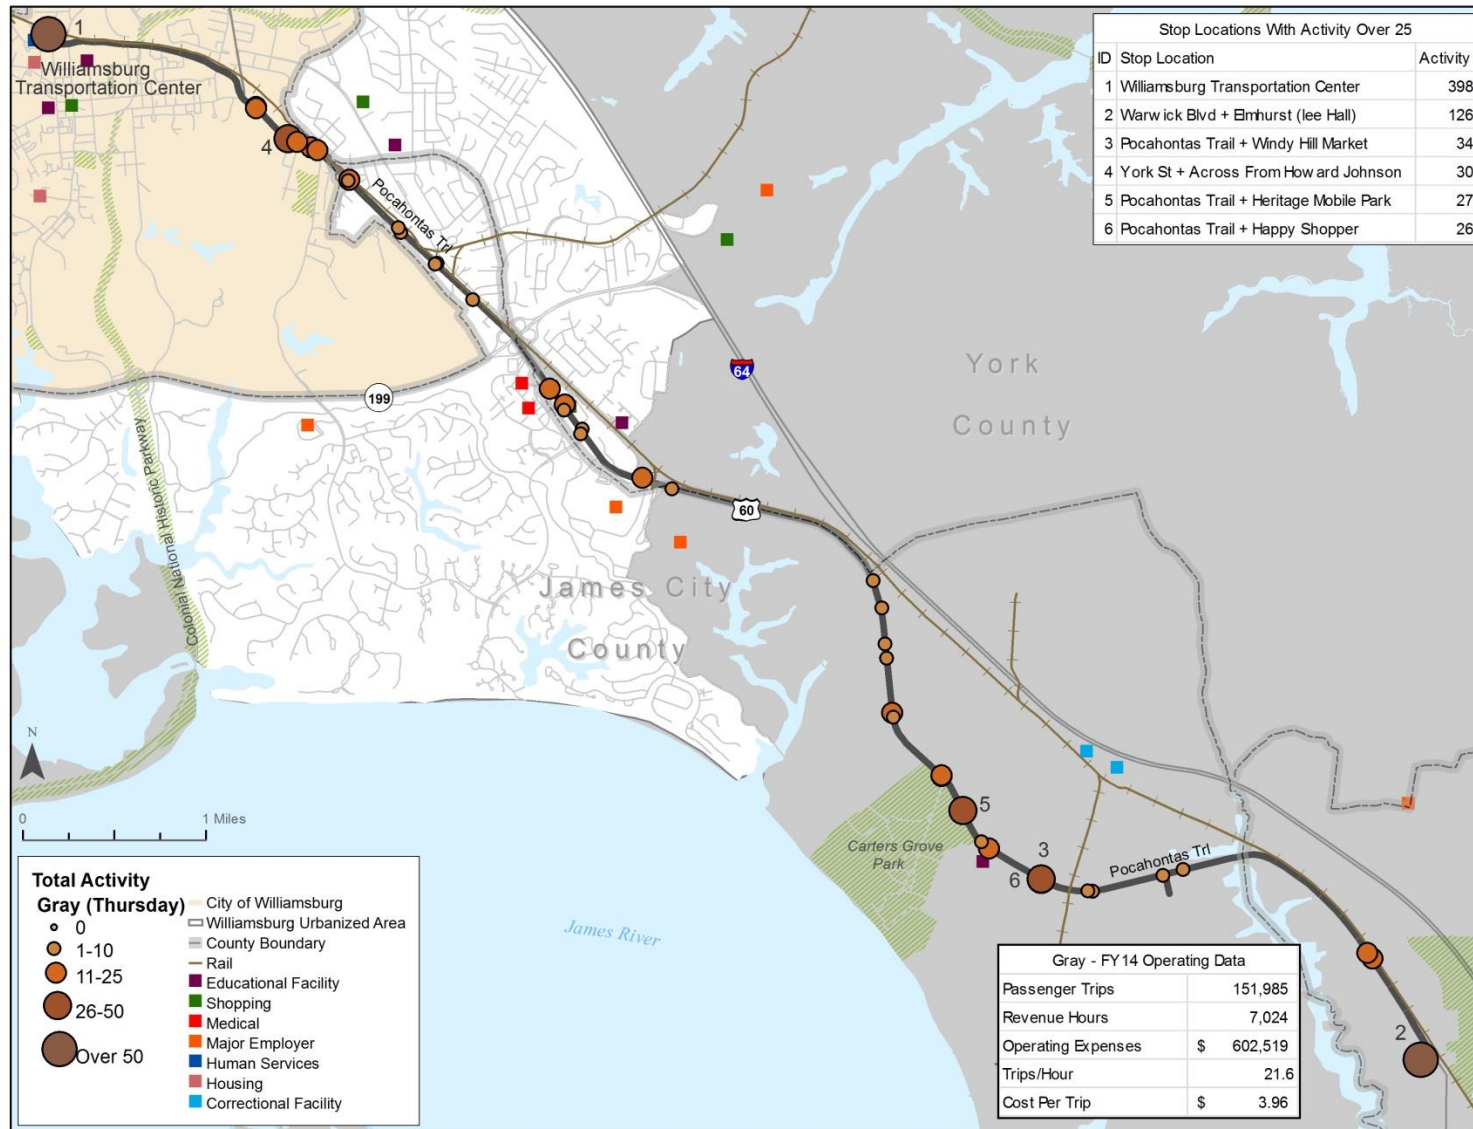 1
Williamsburg
Transportation Center
4
Pocahontas Trl
Stop Locations With Activity Over 25
ID Stop Location Activity
1 Williamsburg Transportation Center 398
2 Warwick Blvd + Elmhurst (lee Hall) 126
3 Pocahontas Trail + Windy Hill Market 34
4 York St + Across From Howard Johnson 30
5 Pocahontas Trail + Heritage Mobile Park 27
6 Pocahontas Trail + Happy Shopper 26
64
York
County
199
Colonial National Historic Parkway
60
James City
County
N
0 1 Miles
5
3
6
Carters Grove
Park
Pocahontas Trl
James River
2
Total Activity
Gray (Thursday)
0
1-10
11-25
26-50
Over 50
City of Williamsburg
Williamsburg Urbanized Area
County Boundary
Rail
Educational Facility
Shopping
Medical
Major Employer
Human Services
Housing
Correctional Facility
Gray - FY14 Operating Data
Passenger Trips 151,985
Revenue Hours 7,024
Operating Expenses $ 602,519
Trips/Hour 21.6
Cost Per Trip $ 3.96